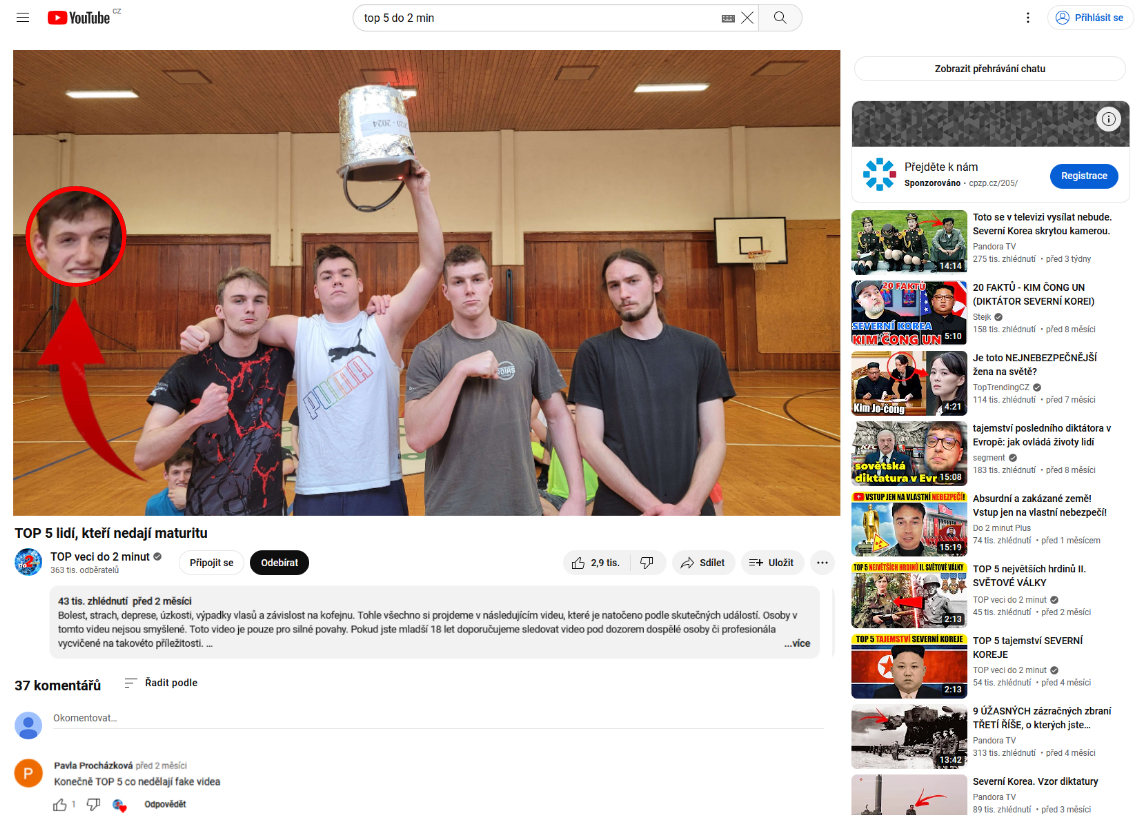 YouTube CZ
top 5 do 2 min
Přihlásit se
2024
PUMA
TOP 5 lidí, kteří nedají maturitu
TOP veci do 2 minut
363 tis. odběratelů
Připojit se
Odebírat
2,9 tis.
Sdílet
Uložit
43 tis. zhlédnutí před 2 měsíci
Bolest, strach, deprese, úzkosti, výpadky vlasů a závislost na kofejnu. Tohle všechno si projdeme v následujícím videu, které je natočeno podle skutečných událostí. Osoby v
tomto videu nejsou smyšlené. Toto video je pouze pro silné povahy. Pokud jste mladší 18 let doporučujeme sledovat video pod dozorem dospělé osoby či profesionála
vycvičené na takovéto příležitosti. ...
...více
37 komentářů
Řadit podle
Okomentovat...
P
Pavla Procházková před 2 měsíci
Konečně TOP 5 co nedělají fake videa
1
Odpovědět
Zobrazit přehrávání chatu
Přejděte k nám
Sponzorováno · cpzp.cz/205/
Registrace
14:14
Toto se v televizi vysílat nebude.
Severní Korea skrytou kamerou.
Pandora TV
275 tis. zhlédnutí • před 3 týdny
20 FAKTŮ
SEVERNÍ KOREA
KIM ČONG UN
5:10
20 FAKTŮ - KIM ČONG UN
(DIKTÁTOR SEVERNÍ KOREI)
Stejk
158 tis. zhlédnutí • před 8 měsíci
Kim Jo-čong
4:21
Je toto NEJNEBEZPEČNĚJŠÍ
žena na světě?
TopTrendingCZ
114 tis. zhlédnutí • před 7 měsíci
sovětská
diktatura v Evr
15:08
tajemství posledního diktátora v
Evropě: jak ovládá životy lidí
segment
183 tis. zhlédnutí • před 8 měsíci
VSTUP JEN NA VLASTNÍ NEBEZPEČÍ!
15:19
Absurdní a zakázané země!
Vstup jen na vlastní nebezpečí!
Do 2 minut Plus
74 tis. zhlédnutí • před 1 měsícem
TOP 5 NEJVĚTŠÍCH HRDINŮ II. SVĚTOVÉ VÁLKY
2:13
TOP 5 největších hrdinů II.
SVĚTOVÉ VÁLKY
TOP veci do 2 minut
45 tis. zhlédnutí • před 2 měsíci
TOP 5 TAJEMSTVÍ SEVERNÍ KOREJE
2:13
TOP 5 tajemství SEVERNÍ
KOREJE
TOP veci do 2 minut
54 tis. zhlédnutí • před 4 měsíci
13:42
9 ÚŽASNÝCH zázračných zbraní
TŘETÍ ŘÍŠE, o kterých jste...
Pandora TV
313 tis. zhlédnutí • před 4 měsíci
Severní Korea. Vzor diktatury
Pandora TV
89 tis. zhlédnutí • před 3 měsíci